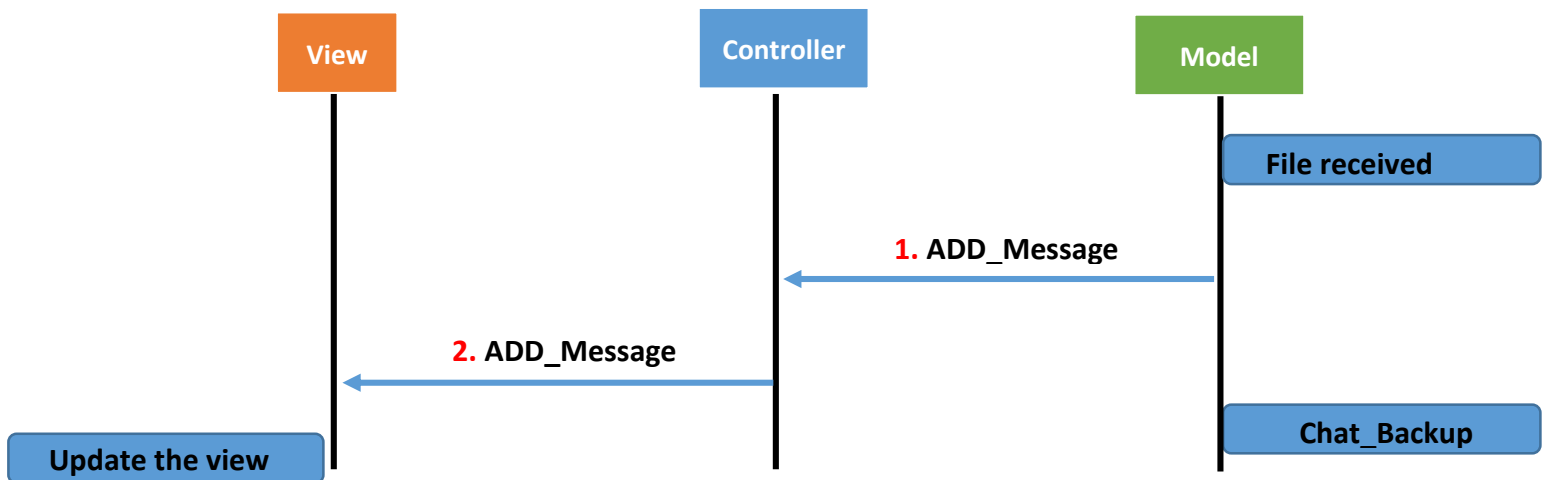 View
Controller
Model
File received
1. ADD_Message
2. ADD_Message
Chat_Backup
Update the view